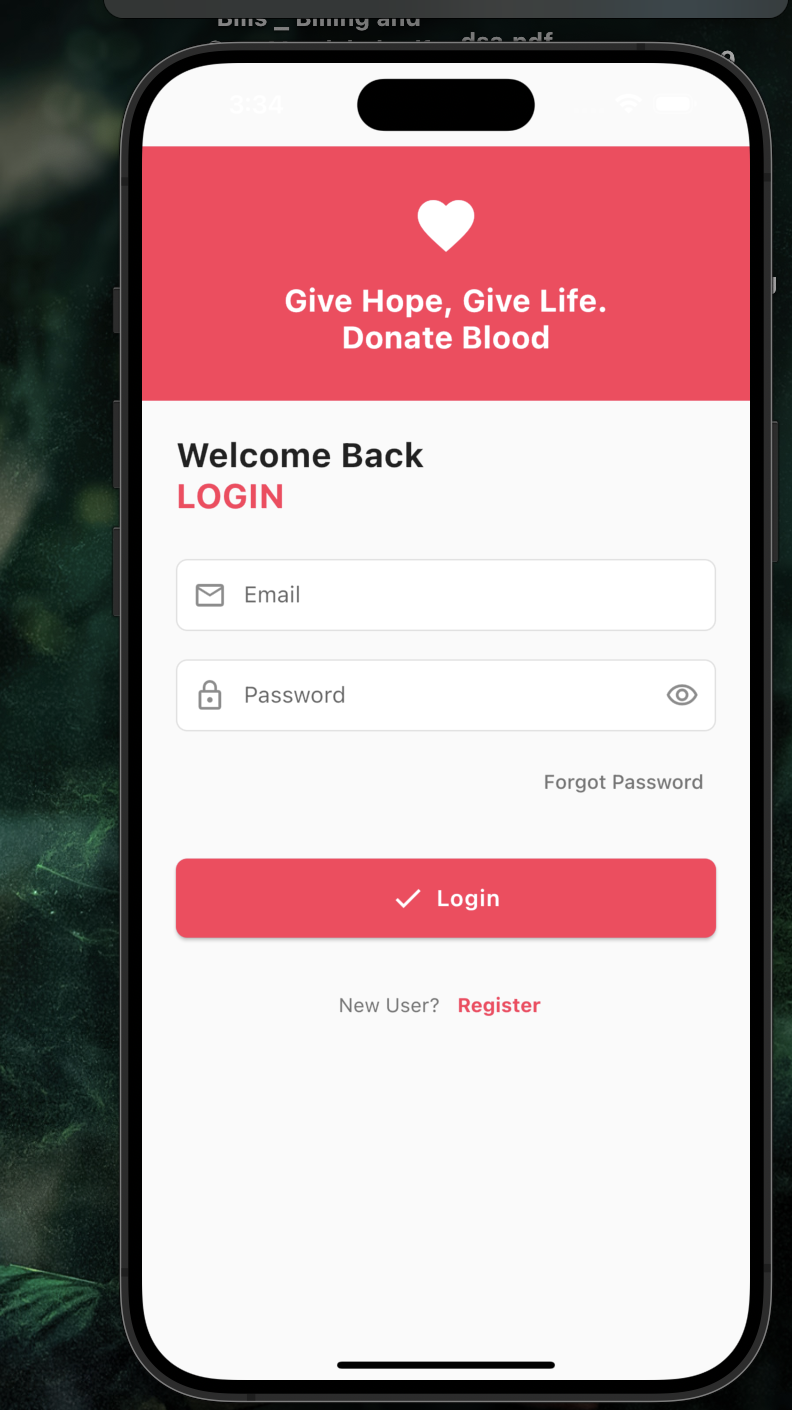 Bills _ Billing and
dsa.pdf
3:34
Give Hope, Give Life.
Donate Blood
Welcome Back
LOGIN
Email
Password
Forgot Password
Login
New User? Register